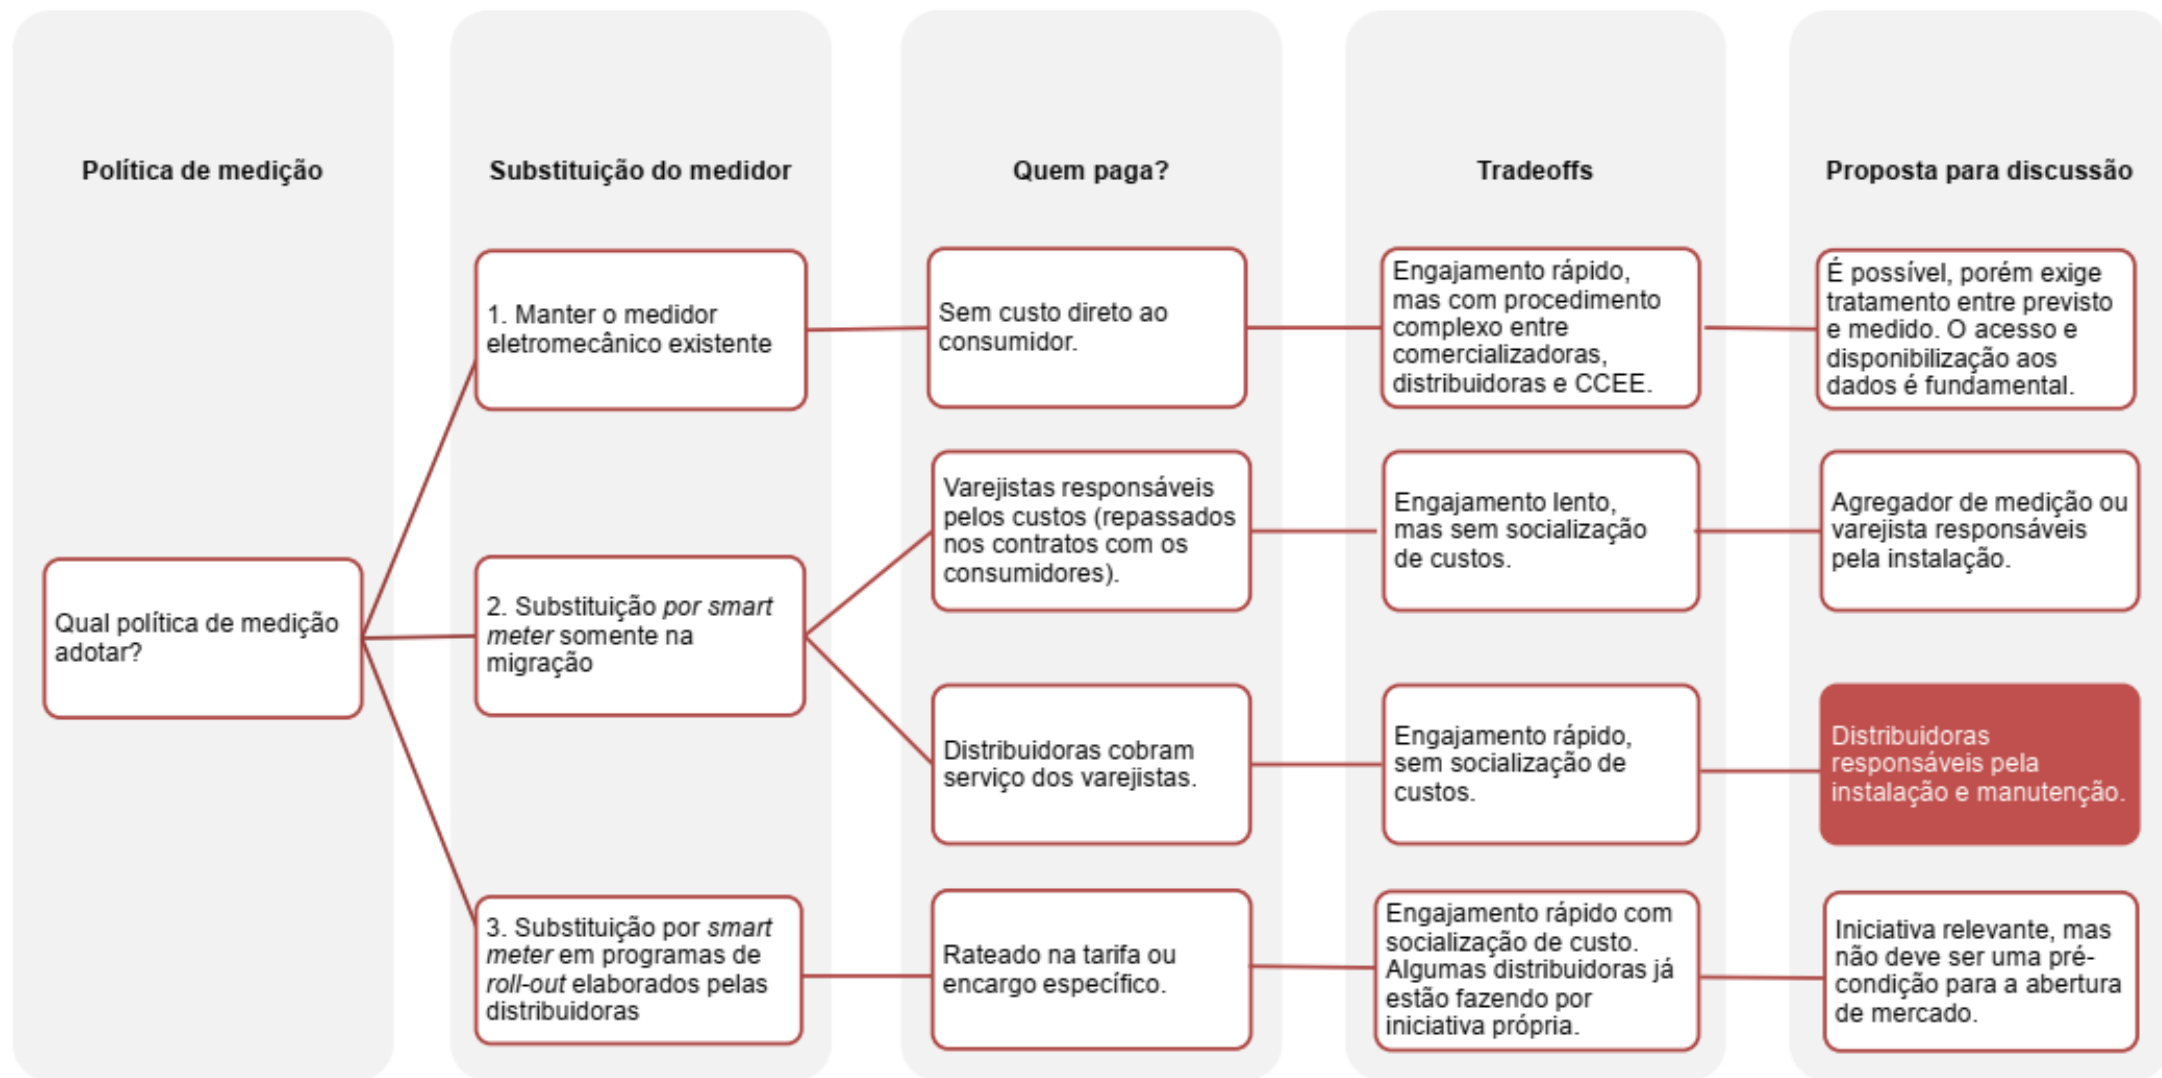 Política de medição
Substituição do medidor
Quem paga?
Tradeoffs
Proposta para discussão
Qual política de medição
adotar?
1. Manter o medidor
eletromecânico existente
Sem custo direto ao
consumidor.
Engajamento rápido,
mas com procedimento
complexo entre
comercializadoras,
distribuidoras e CCEE.
É possível, porém exige
tratamento entre previsto
e medido. O acesso e
disponibilização aos
dados é fundamental.
2. Substituição por smart
meter somente na
migração
Varejistas responsáveis
pelos custos (repassados
nos contratos com os
consumidores).
Engajamento lento,
mas sem socialização
de custos.
Agregador de medição ou
varejista responsáveis
pela instalação.
Distribuidoras cobram
serviço dos varejistas.
Engajamento rápido,
sem socialização de
custos.
Distribuidoras
responsáveis pela
instalação e manutenção.
3. Substituição por smart
meter em programas de
roll-out elaborados pelas
distribuidoras
Rateado na tarifa ou
encargo específico.
Engajamento rápido com
socialização de custo.
Algumas distribuidoras já
estão fazendo por
iniciativa própria.
Iniciativa relevante, mas
não deve ser uma pré-
condição para a abertura
de mercado.